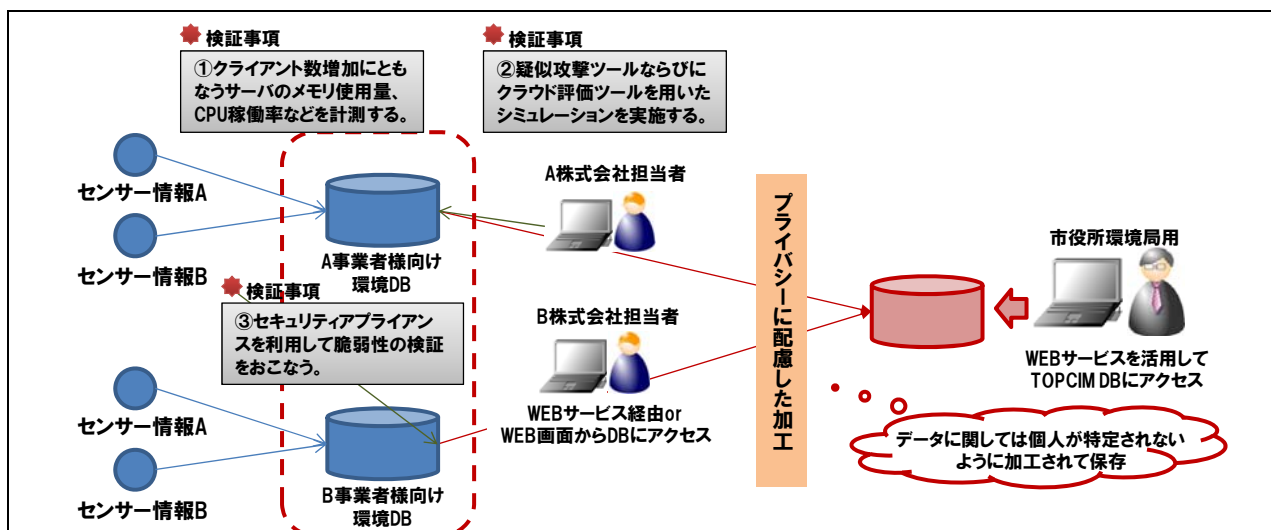 検証事項
①クライアント数増加にとも
なうサーバのメモリ使用量、
CPU稼働率などを計測する。
検証事項
②疑似攻撃ツールならびに
クラウド評価ツールを用いた
シミュレーションを実施する。
センサー情報A
センサー情報B
A事業者様向け
環境DB
A株式会社担当者
検証事項
③セキュリティアプライアン
スを利用して脆弱性の検証
をおこなう。
センサー情報A
センサー情報B
B事業者様向け
環境DB
B株式会社担当者
WEBサービス経由or
WEB画面からDBにアクセス
プライバシーに配慮した加工
市役所環境局用
WEBサービスを活用して
TOPCIM DBにアクセス
データに関しては個人が特定されない
ように加工されて保存